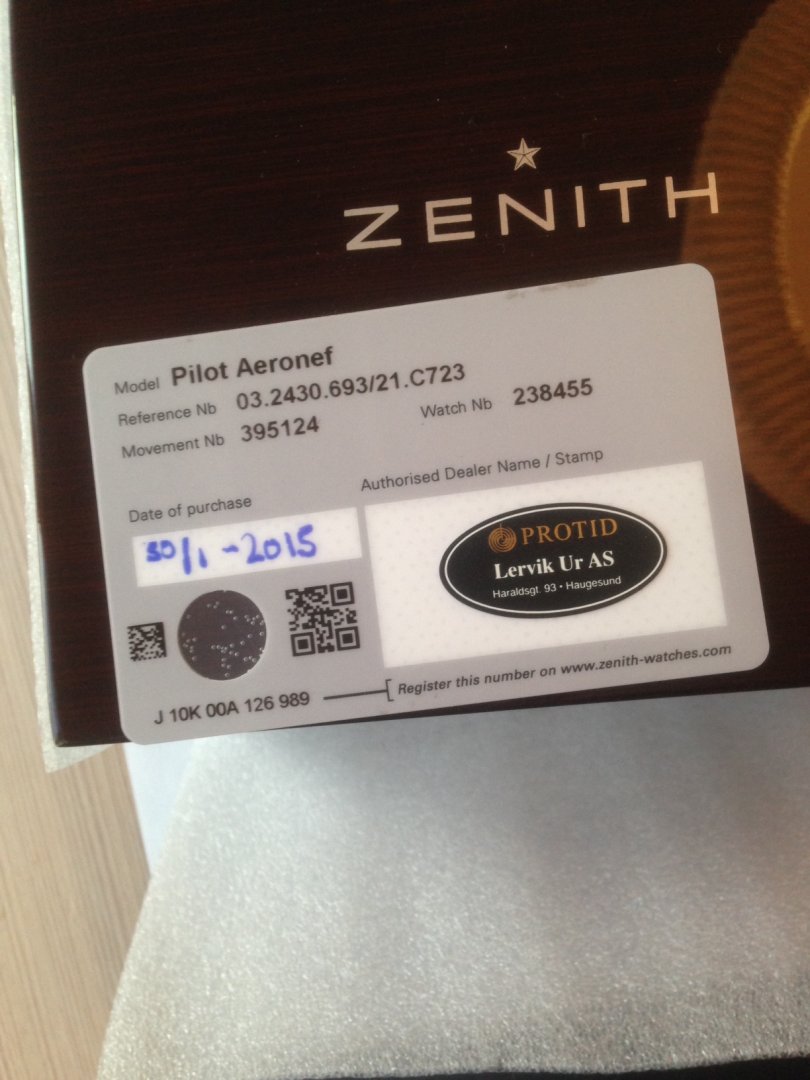 ZENITH
Model Pilot Aeronef
Reference Nb 03.2430.693/21.C723
Movement Nb 395124 Watch Nb 238455
Date of purchase Authorised Dealer Name / Stamp
30/1-2015
PROTID
Lervik Ur AS
Haraldsgt. 93 • Haugesund
J 10K 00A 126 989 Register this number on www.zenith-watches.com